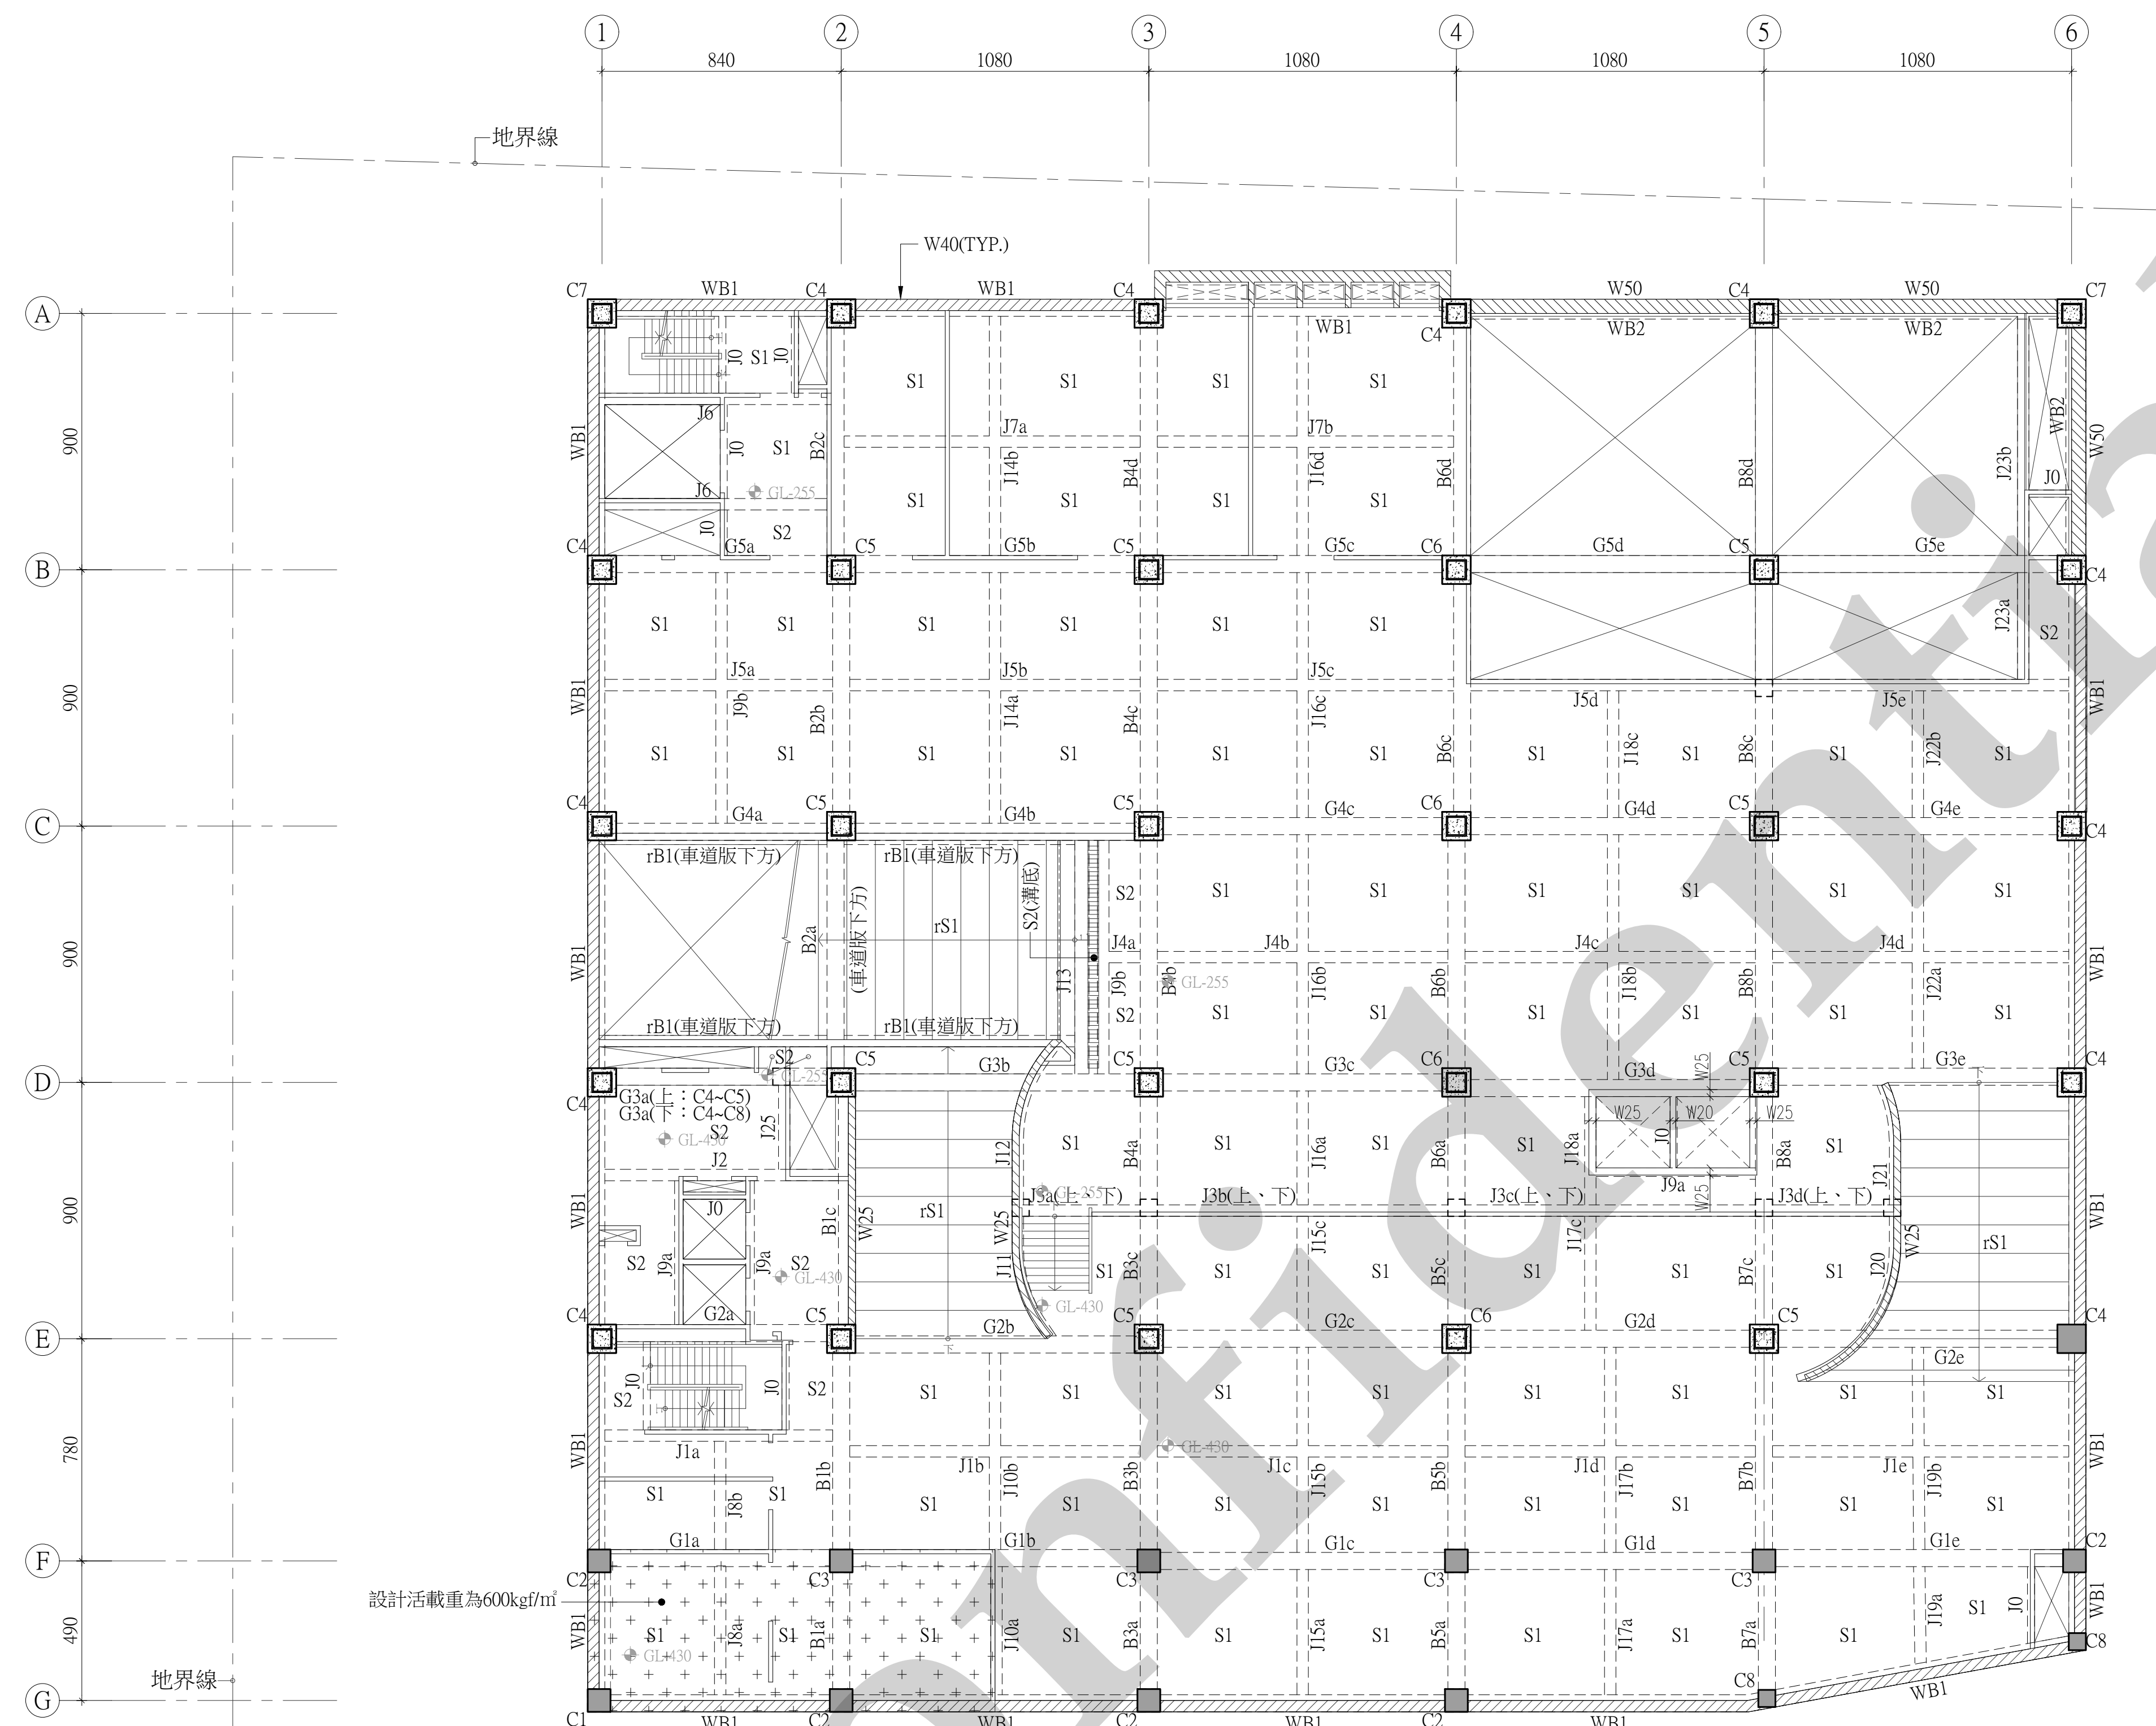 1 2 3 4 5 6
840 1080 1080 1080 1080
地界線
W40(TYP.)
C7 WB1 C4 WB1 C4 W50 C4 W50 C7
A
WB1 C4 WB2 WB2
J0 S1 J0
S1 S1 S1 S1
J6 J7a J7b
900 WB1 J0 S1 B2c J14b B4d J16d B6d B8d J23b WB2 W50
J6 GL-255 S1 S1 S1 S1 J0
J0 S2
C4 G5a C5 G5b C5 G5c C6 G5d C5 G5e
B C4
S1 S1 S1 S1 S1 S1 J23a S2
J5a J5b J5c J5d J5e
900 WB1 J9b B2b J14a B4c J16c B6c J18c B8c J22b WB1
S1 S1 S1 S1 S1 S1 S1 S1 S1 S1
C4 G4a C5 G4b C5 G4c C6 G4d C5 G4e
C C4
rB1(車道版下方) rB1(車道版下方)
S2(溝底) S2 S1 S1 S1 S1 S1 S1
B2a (車道版下方) rS1
J4a J4b J4c J4d
900 WB1 J13 J9b B4b GL-255 J16b B6b J18b B8b J22a WB1
S2 S1 S1 S1 S1 S1 S1
rB1(車道版下方) rB1(車道版下方)
S2 C5 G3b C5 G3c C6 G3d W25 C5 G3e C4
D GL-255
G3a(上：C4~C5)
G3a(下：C4~C8)
C4 S2 J25 W25 W20 W25
GL-430 J12 S1 B4a S1 J16a S1 B6a S1 J18a J0 B8a S1 J21
J2 J9a
GL-255 J3a(上、下) J3b(上、下) J3c(上、下) W25 J3d(上、下)
900 WB1 J0 B1c W25 rS1 W25 J15c J17c W25 rS1 WB1
S2 J9a J9a S2 GL-430 J11 S1 B3c S1 S1 B5c S1 S1 B7c S1 J20
GL-430
C4 G2a C5 G2b C5 G2c C6 G2d C5 C4
E 下
G2e
J0 S2 J0 S2 S1 S1 S1 S1 S1 S1 S1 S1
780 WB1 J1a J1b GL-430 J1c J1d J1e WB1
B1b J10b B3b J15b B5b J17b B7b J19b
S1 J8b S1 S1 S1 S1 S1 S1 S1 S1 S1
G1a G1b G1c G1d G1e C2
F
C2 C3 C3 C3 C3
設計活載重為600kgf/㎡
490 WB1 J8a B1a J10a B3a J15a B5a J17a B7a J19a S1 J0 WB1
S1 S1 S1 S1 S1 S1 S1 S1 S1
GL-430 C8
地界線
C8
G WB1
C1 WB1 C2 WB1 C2 WB1 C2 WB1
Confidentia